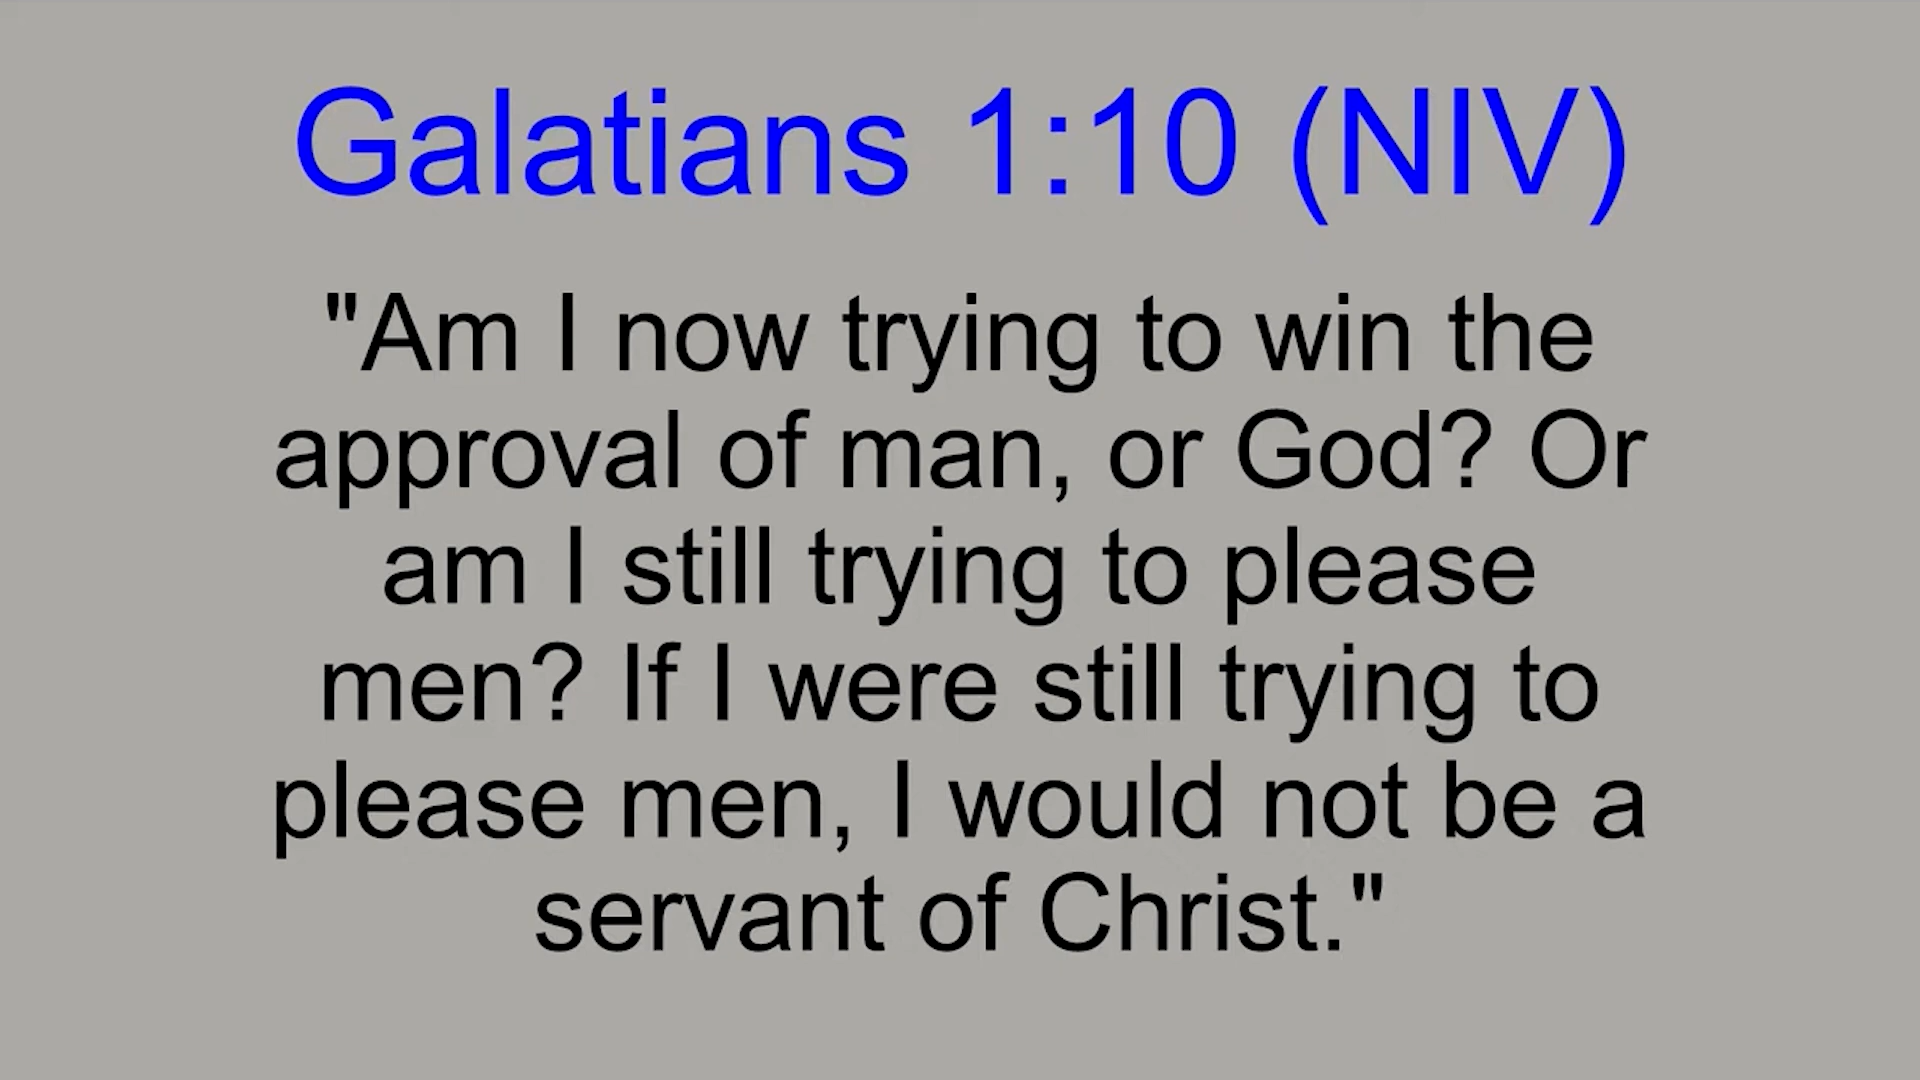 Galatians 1:10 (NIV)
"Am I now trying to win the
approval of man, or God? Or
am I still trying to please
men? If I were still trying to
please men, I would not be a
servant of Christ."